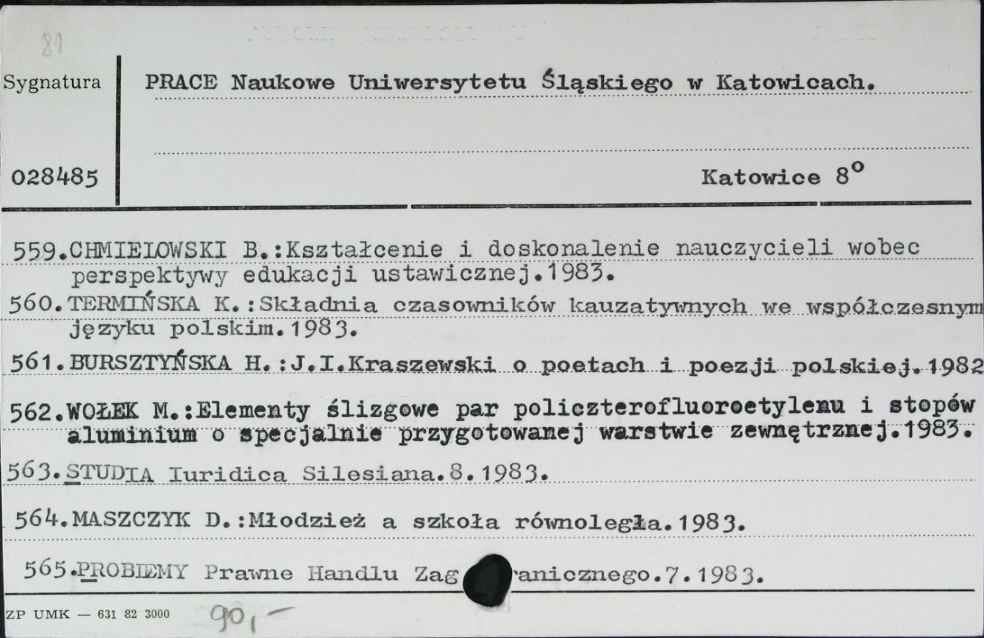 81
Sygnatura
PRACE Naukowe Uniwersytetu Śląskiego w Katowicach.
028485
Katowice 8°
559.CHMIELOWSKI B.:Kształcenie i doskonalenie nauczycieli wobec
perspektywy edukacji ustawicznej.1983.
560.TERMIŃSKA K.:Składnia czasowników kauzatywnych we współczesnym
języku polskim.1983.
561.BURSZTYŃSKA H.:J.I.Kraszewski o poetach i poezji polskiej.1982
562.WOŁEK M.:Elementy ślizgowe par policzterofluoroetylenu i stopów
aluminium o specjalnie przygotowanej warstwie zewnętrznej.1983.
563.STUDIA Iuridica Silesiana.8.1983.
564.MASZCZYK D.:Młodzież a szkoła równoległa.1983.
565.PROBLEMY Prawne Handlu Zag ranicznego.7.1983.
ZP UMK — 631 82 3000
90,-